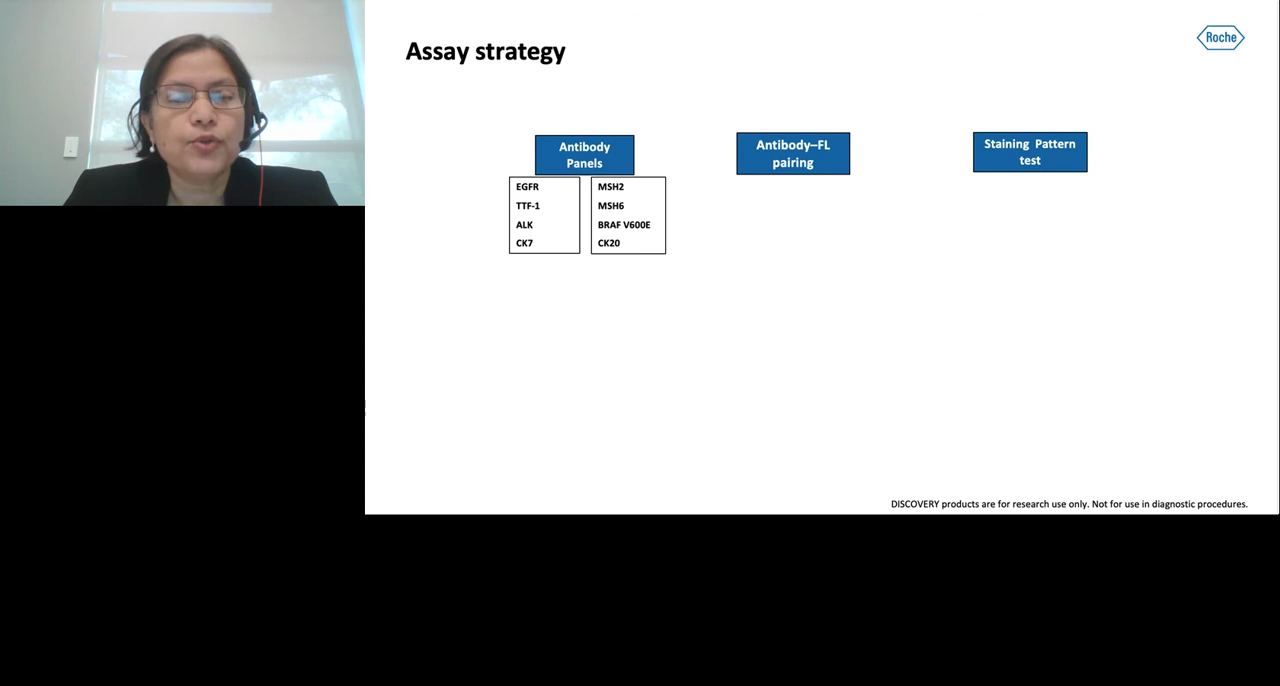 Assay strategy
Roche
Antibody
Panels
Antibody–FL
pairing
Staining Pattern
test
EGFR
TTF-1
ALK
CK7
MSH2
MSH6
BRAF V600E
CK20
DISCOVERY products are for research use only. Not for use in diagnostic procedures.